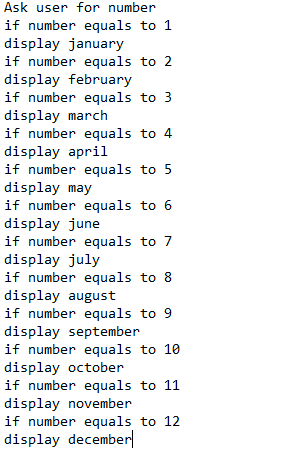 Ask user for number
if number equals to 1
display january
if number equals to 2
display february
if number equals to 3
display march
if number equals to 4
display april
if number equals to 5
display may
if number equals to 6
display june
if number equals to 7
display july
if number equals to 8
display august
if number equals to 9
display september
if number equals to 10
display october
if number equals to 11
display november
if number equals to 12
display december